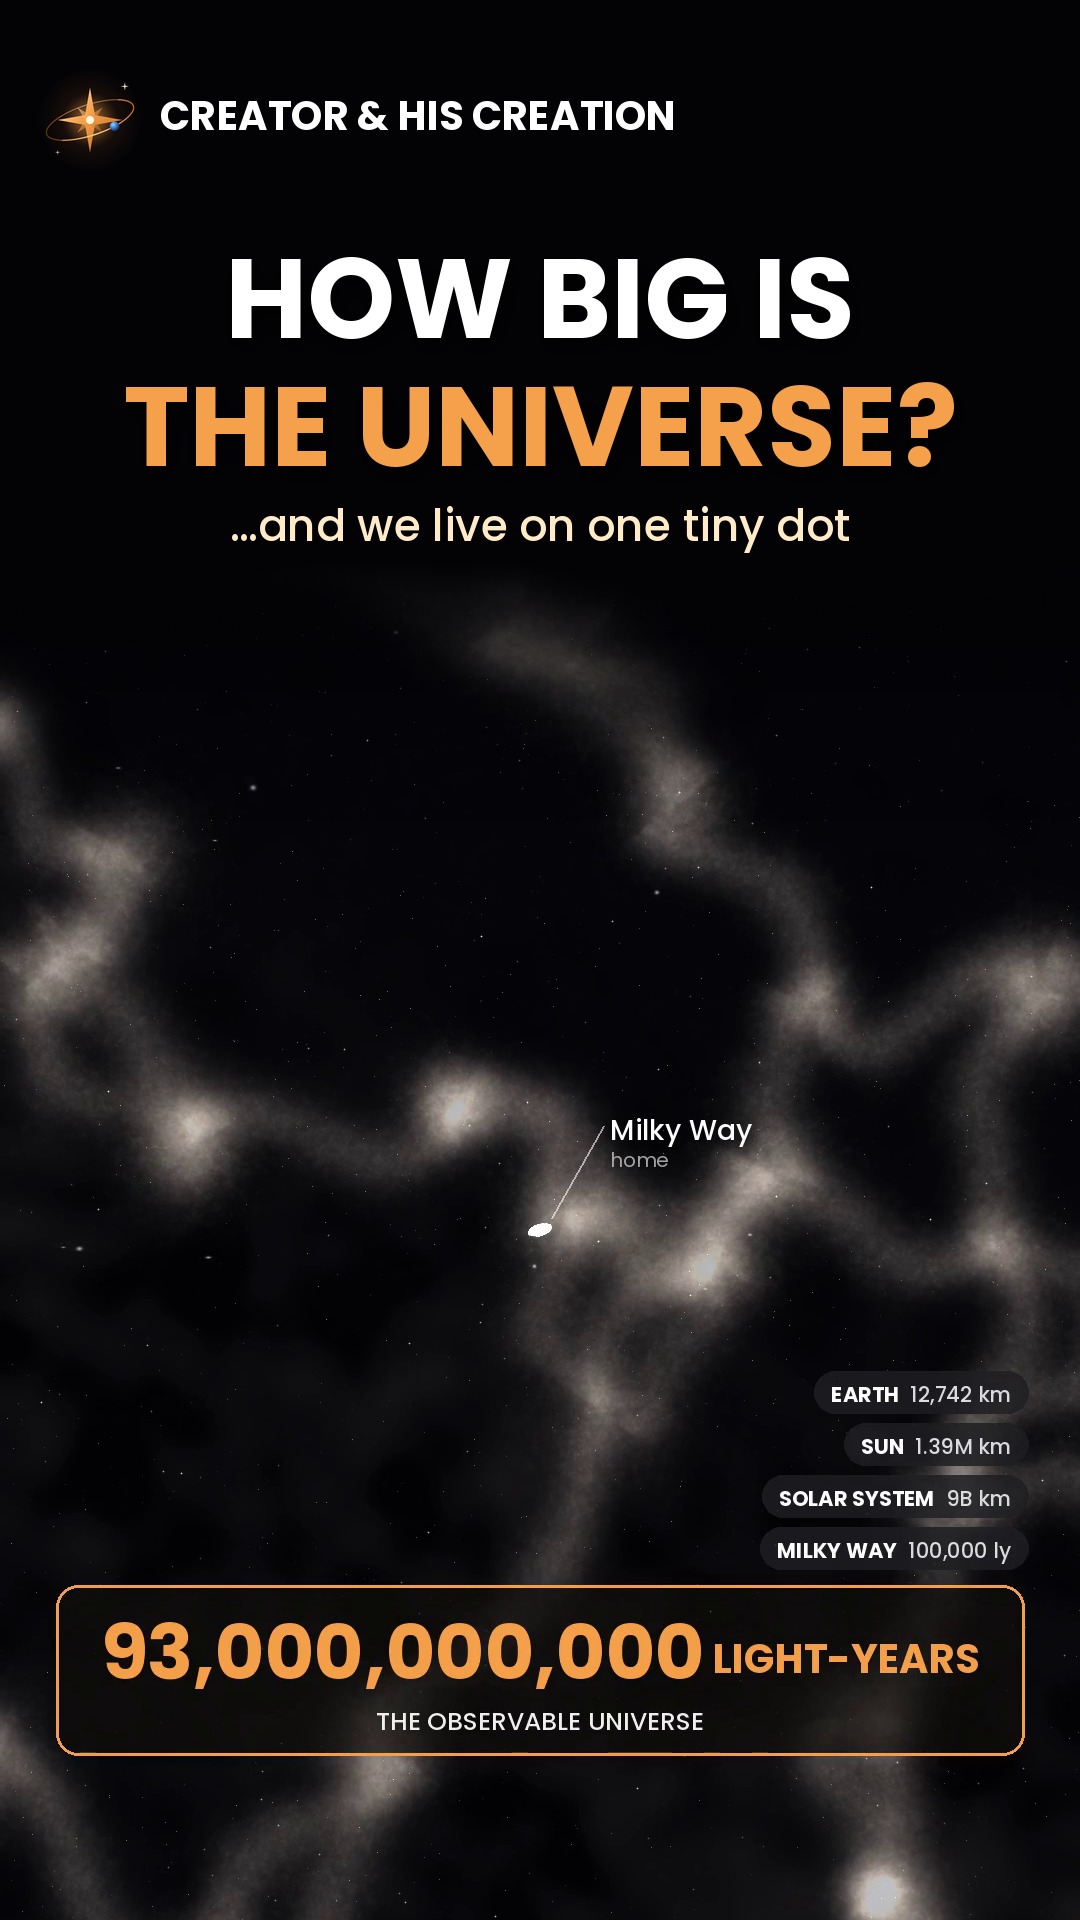 CREATOR & HIS CREATION
HOW BIG IS
THE UNIVERSE?
...and we live on one tiny dot
Milky Way
home
EARTH 12,742 km
SUN 1.39M km
SOLAR SYSTEM 9B km
MILKY WAY 100,000 ly
93,000,000,000 LIGHT-YEARS
THE OBSERVABLE UNIVERSE